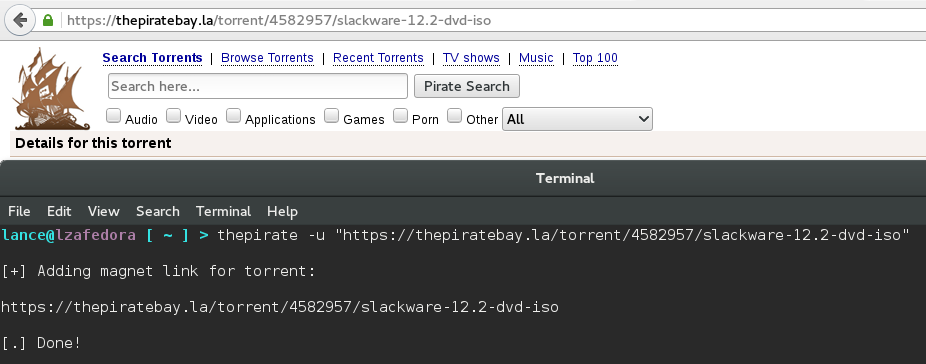 https://thepiratebay.la/torrent/4582957/slackware-12.2-dvd-iso
Search Torrents | Browse Torrents | Recent Torrents | TV shows | Music | Top 100
Search here... Pirate Search
Audio Video Applications Games Porn Other All
Details for this torrent
Terminal
File Edit View Search Terminal Help
lance@lzafedora [ ~ ] > thepirate -u "https://thepiratebay.la/torrent/4582957/slackware-12.2-dvd-iso"
[+] Adding magnet link for torrent:
https://thepiratebay.la/torrent/4582957/slackware-12.2-dvd-iso
[.] Done!